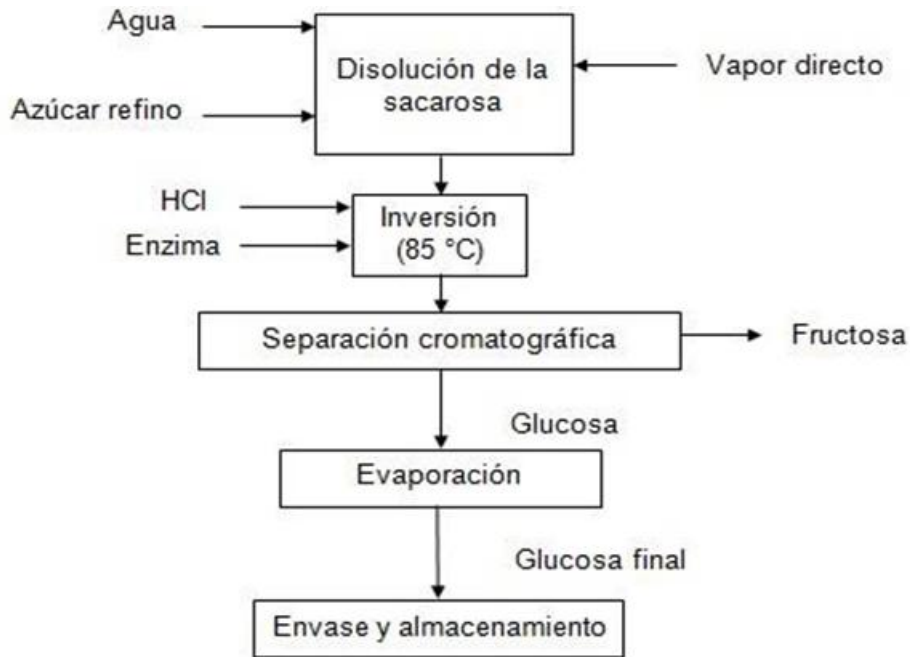 Agua
Disolución de la
sacarosa
Vapor directo
Azúcar refino
HCl
Inversión
(85 °C)
Enzima
Separación cromatográfica
Fructosa
Glucosa
Evaporación
Glucosa final
Envase y almacenamiento